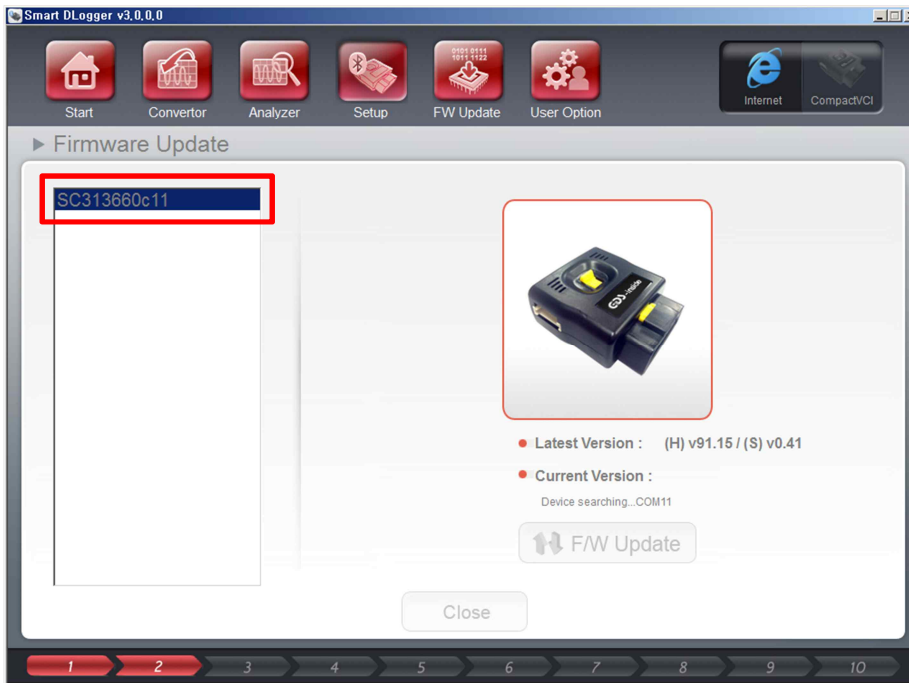 Smart DLogger v3.0.0.0
0101 0111
1011 1122
Start Convertor Analyzer Setup FW Update User Option Internet CompactVCI
Firmware Update
SC313660c11
GDS-inside
Latest Version : (H) v91.15 / (S) v0.41
Current Version :
Device searching...COM11
F/W Update
Close
1 2 3 4 5 6 7 8 9 10